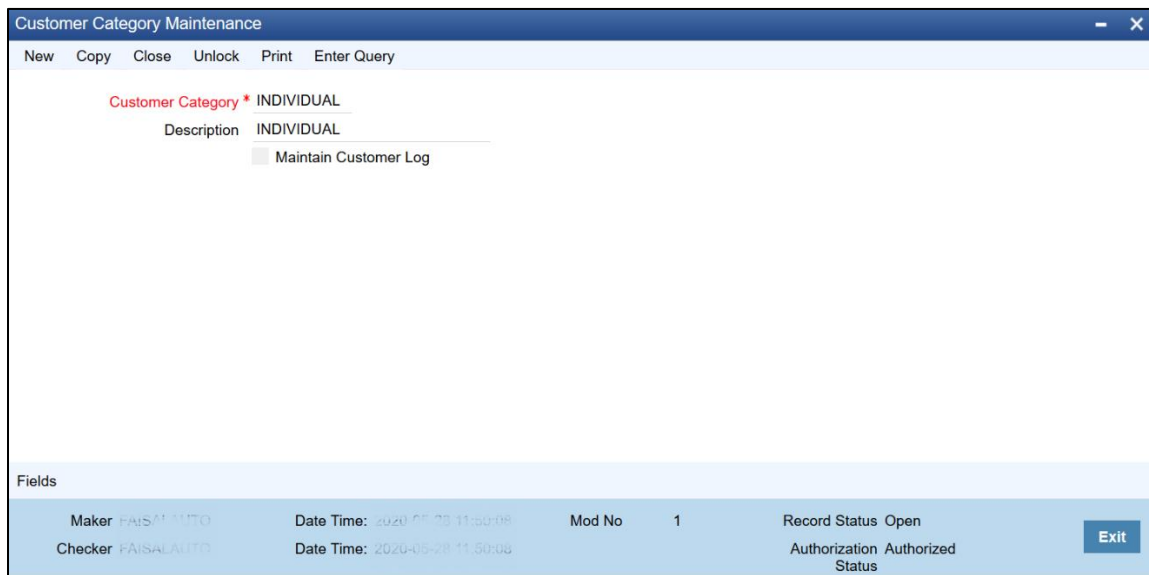 Customer Category Maintenance
New Copy Close Unlock Print Enter Query
Customer Category * INDIVIDUAL
Description INDIVIDUAL
Maintain Customer Log
Fields
Maker Date Time: Mod No 1 Record Status Open
Checker FAISALAUTO Date Time: 2020-05-28 11:50:08 Authorization Status Authorized
Exit